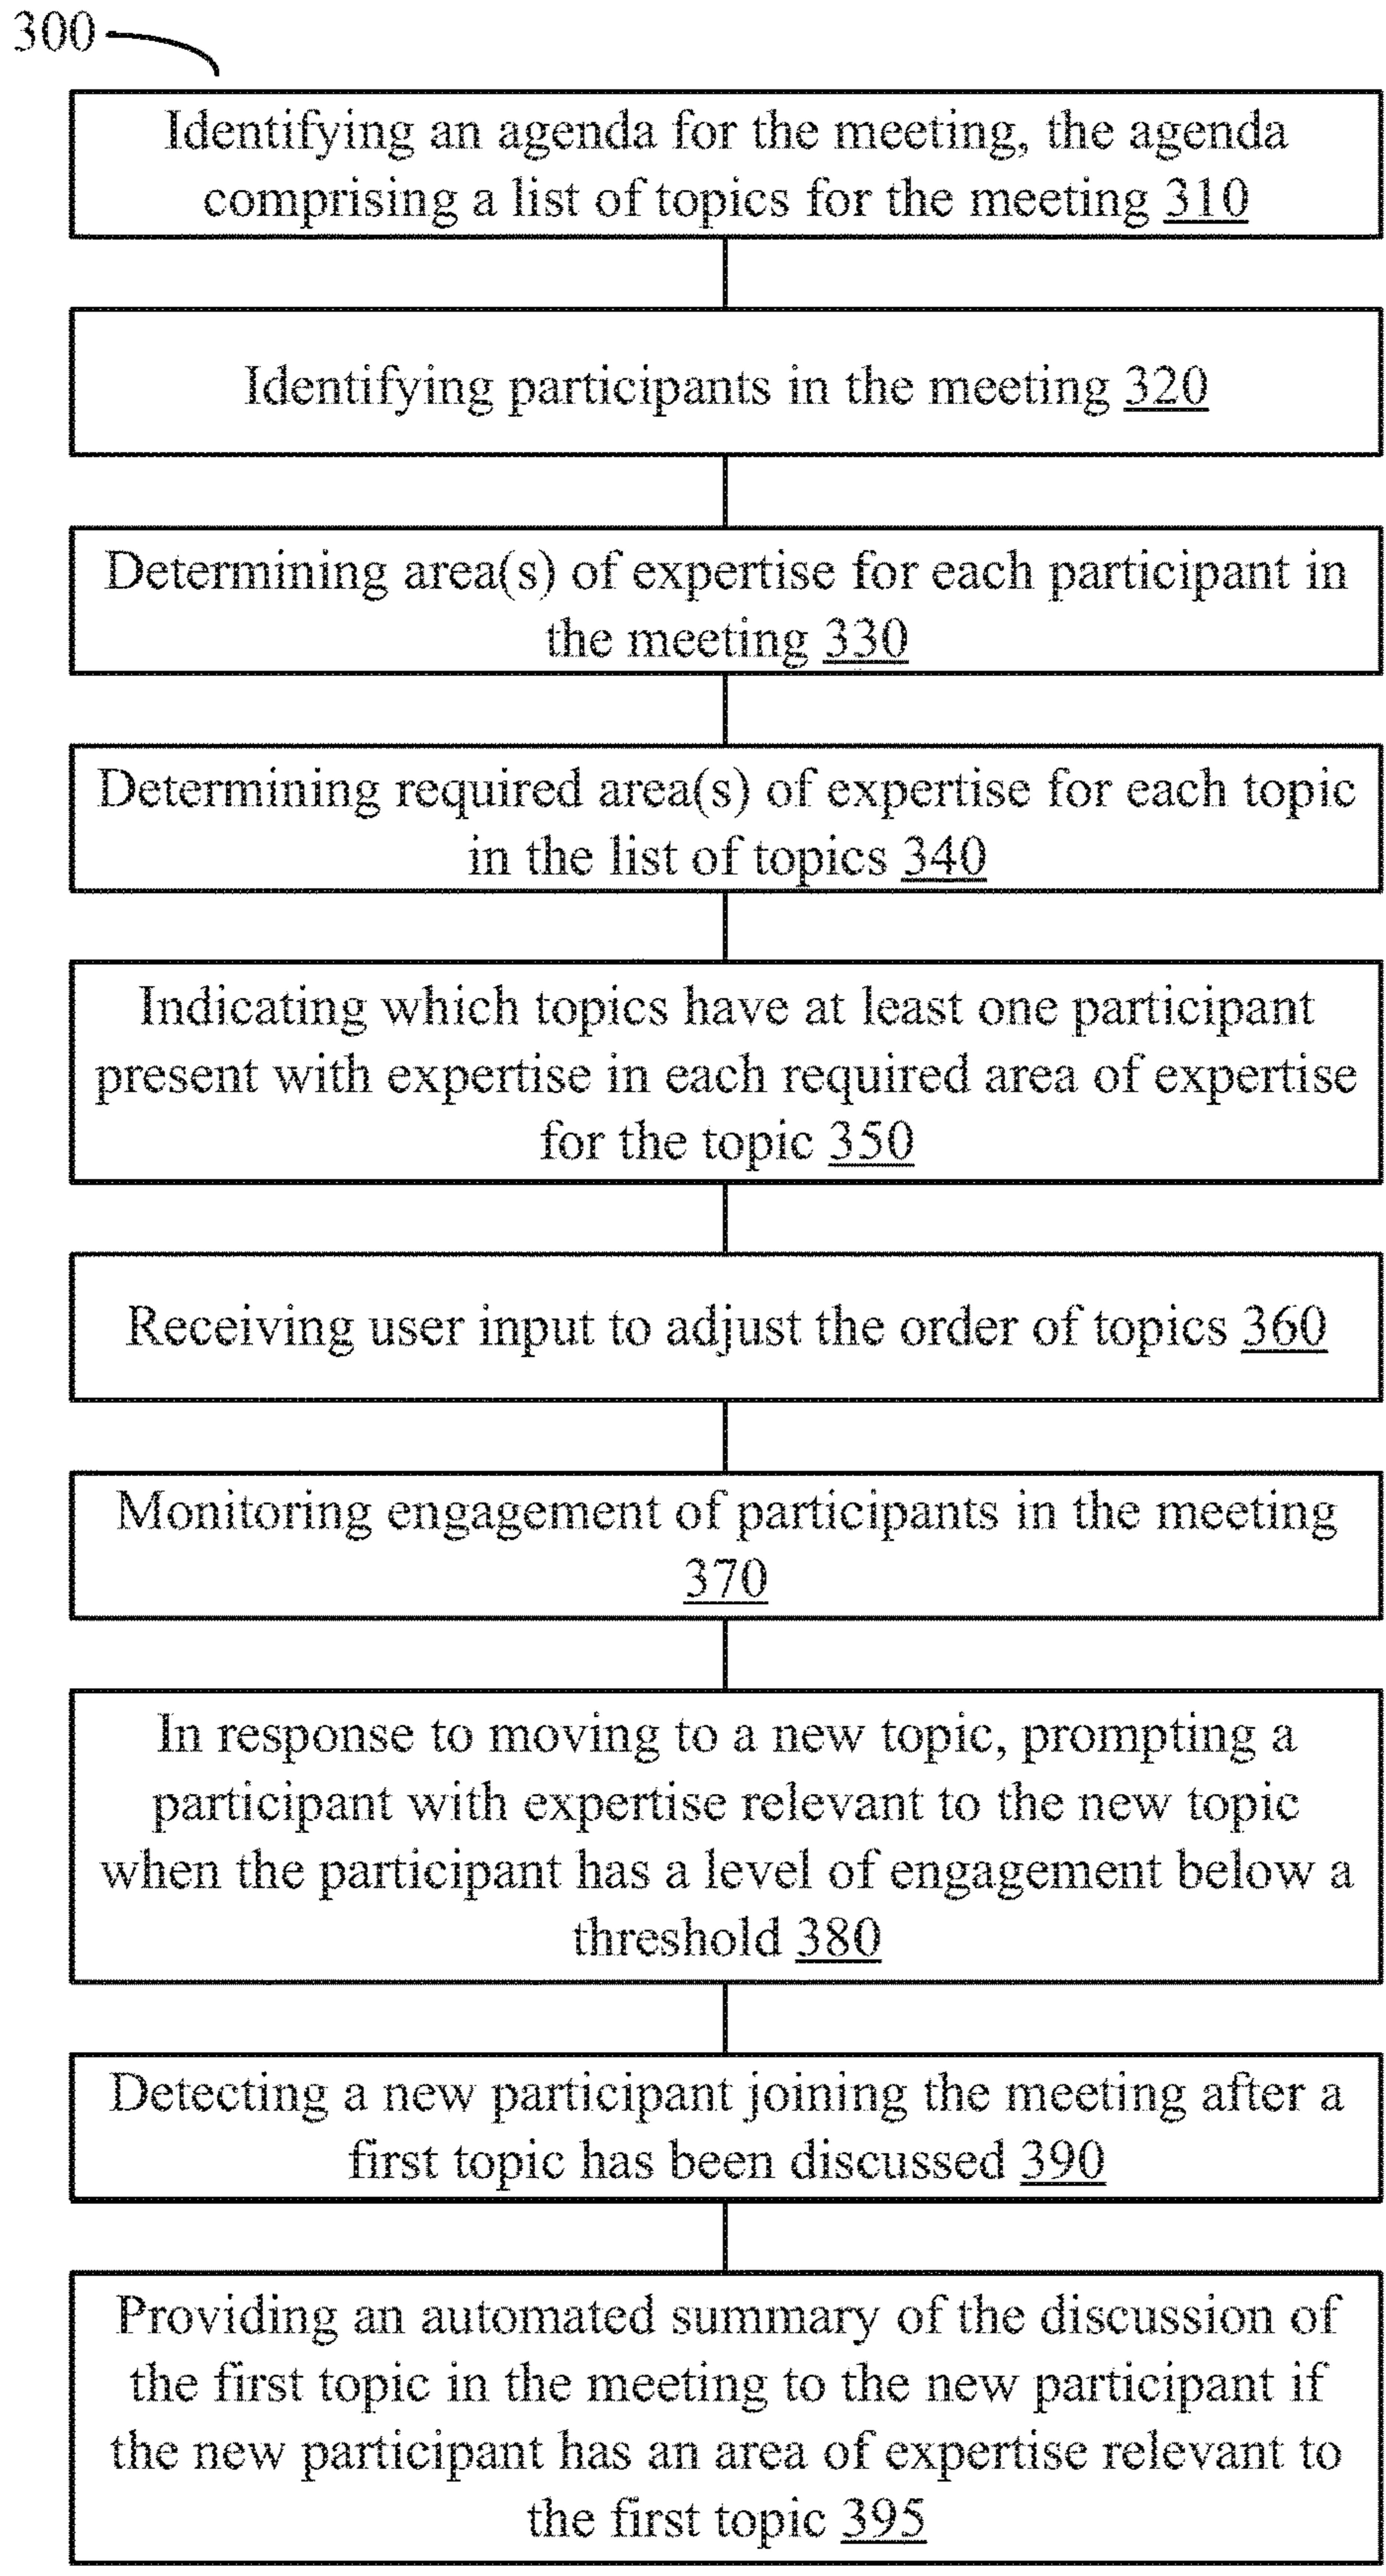 300
Identifying an agenda for the meeting, the agenda
comprising a list of topics for the meeting 310
Identifying participants in the meeting 320
Determining area(s) of expertise for each participant in
the meeting 330
Determining required area(s) of expertise for each topic
in the list of topics 340
Indicating which topics have at least one participant
present with expertise in each required area of expertise
for the topic 350
Receiving user input to adjust the order of topics 360
Monitoring engagement of participants in the meeting
370
In response to moving to a new topic, prompting a
participant with expertise relevant to the new topic
when the participant has a level of engagement below a
threshold 380
Detecting a new participant joining the meeting after a
first topic has been discussed 390
Providing an automated summary of the discussion of
the first topic in the meeting to the new participant if
the new participant has an area of expertise relevant to
the first topic 395